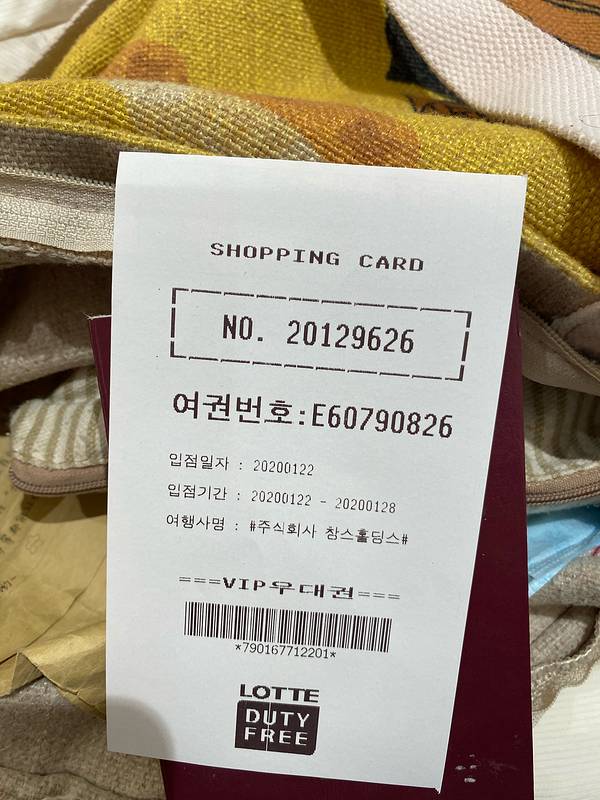 SHOPPING CARD
NO. 20129626
여권번호:E60790826
입점일자 : 20200122
입점기간 : 20200122 - 20200128
여행사명 : #주식회사 창스홀딩스#
===VIP우대권===
*790167712201*
LOTTE
DUTY
FREE